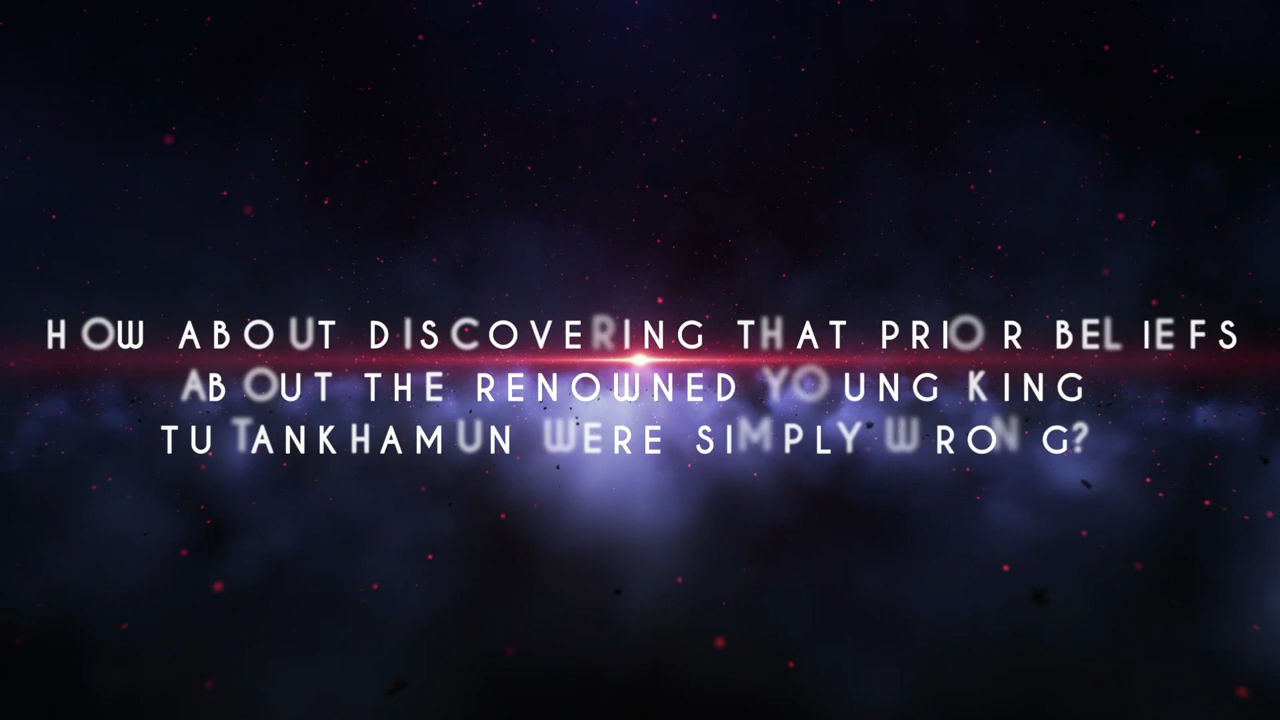 HOW ABOUT DISCOVERING THAT PRIOR BELIEFS
ABOUT THE RENOWNED YOUNG KING
TUTANKHAMUN WERE SIMPLY WRONG?